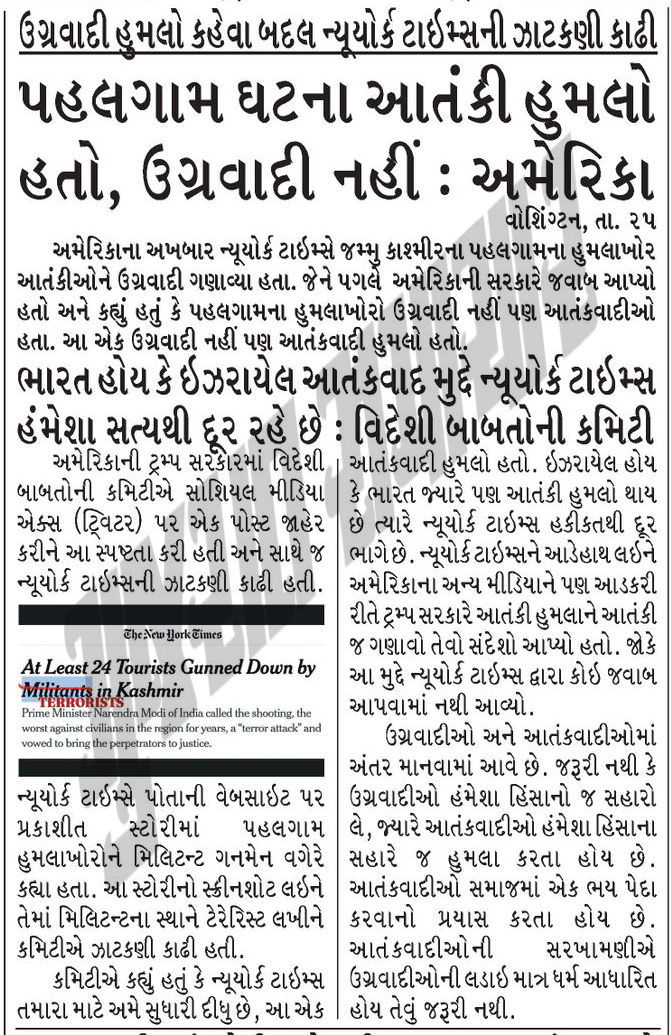 ઉગ્રવાદી હુમલો કહેવા બદલ ન્યૂયોર્ક ટાઇમ્સની ઝાટકણી કાઢી
પહલગામ ઘટના આતંકી હુમલો
હતો, ઉગ્રવાદી નહીં : અમેરિકા
વોશિંગ્ટન, તા. ૨૫
અમેરિકાના અખબાર ન્યૂયોર્ક ટાઇમ્સે જમ્મુ કાશ્મીરના પહલગામના હુમલાખોર
આતંકીઓને ઉગ્રવાદી ગણાવ્યા હતા. જેને પગલે અમેરિકાની સરકારે જવાબ આપ્યો
હતો અને કહ્યું હતું કે પહલગામના હુમલાખોરો ઉગ્રવાદી નહીં પણ આતંકવાદીઓ
હતા. આ એક ઉગ્રવાદી નહીં પણ આતંકવાદી હુમલો હતો.
ભારત હોય કે ઇઝરાયેલ આતંકવાદ મુદ્દે ન્યૂયોર્ક ટાઇમ્સ
હંમેશા સત્યથી દૂર રહે છે : વિદેશી બાબતોની કમિટી
અમેરિકાની ટ્રમ્પ સરકારમાં વિદેશી
બાબતોની કમિટીએ સોશિયલ મીડિયા
એક્સ (ટ્વિટર) પર એક પોસ્ટ જાહેર
કરીને આ સ્પષ્ટતા કરી હતી અને સાથે જ
ન્યૂયોર્ક ટાઇમ્સની ઝાટકણી કાઢી હતી.
The New York Times
At Least 24 Tourists Gunned Down by
Militants in Kashmir
TERRORISTS
Prime Minister Narendra Modi of India called the shooting, the
worst against civilians in the region for years, a “terror attack” and
vowed to bring the perpetrators to justice.
ન્યૂયોર્ક ટાઇમ્સે પોતાની વેબસાઇટ પર
પ્રકાશીત સ્ટોરીમાં પહલગામ
હુમલાખોરોને મિલિટન્ટ ગનમેન વગેરે
કહ્યા હતા. આ સ્ટોરીનો સ્ક્રીનશોટ લઇને
તેમાં મિલિટન્ટના સ્થાને ટેરેરિસ્ટ લખીને
કમિટીએ ઝાટકણી કાઢી હતી.
કમિટીએ કહ્યું હતું કે ન્યૂયોર્ક ટાઇમ્સ
તમારા માટે અમે સુધારી દીધુ છે, આ એક
આતંકવાદી હુમલો હતો. ઇઝરાયેલ હોય
કે ભારત જ્યારે પણ આતંકી હુમલો થાય
છે ત્યારે ન્યૂયોર્ક ટાઇમ્સ હકીકતથી દૂર
ભાગે છે. ન્યૂયોર્ક ટાઇમ્સને આડેહાથ લઇને
અમેરિકાના અન્ય મીડિયાને પણ આડકરી
રીતે ટ્રમ્પ સરકારે આતંકી હુમલાને આતંકી
જ ગણાવો તેવો સંદેશો આપ્યો હતો. જોકે
આ મુદ્દે ન્યૂયોર્ક ટાઇમ્સ દ્વારા કોઇ જવાબ
આપવામાં નથી આવ્યો.
ઉગ્રવાદીઓ અને આતંકવાદીઓમાં
અંતર માનવામાં આવે છે. જરૂરી નથી કે
ઉગ્રવાદીઓ હંમેશા હિંસાનો જ સહારો
લે, જ્યારે આતંકવાદીઓ હંમેશા હિંસાના
સહારે જ હુમલા કરતા હોય છે.
આતંકવાદીઓ સમાજમાં એક ભય પેદા
કરવાનો પ્રયાસ કરતા હોય છે.
આતંકવાદીઓની સરખામણીએ
ઉગ્રવાદીઓની લડાઇ માત્ર ધર્મ આધારિત
હોય તેવું જરૂરી નથી.
ગુજરાત સમાચાર